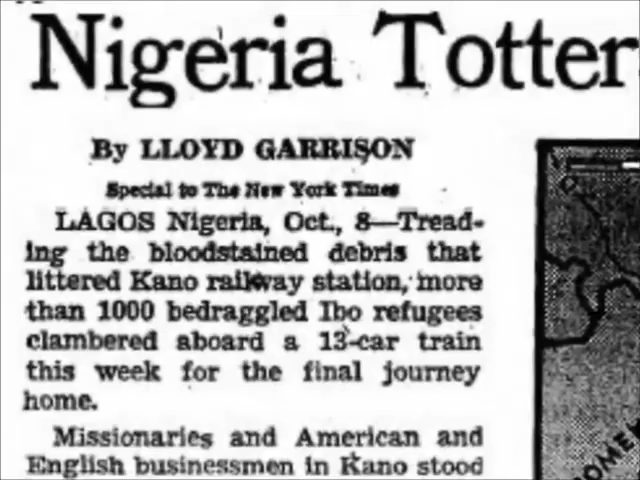 Nigeria Totter
By LLOYD GARRISON
Special to The New York Times
LAGOS Nigeria, Oct., 8—Tread-
ing the bloodstained debris that
littered Kano railway station, more
than 1000 bedraggled Ibo refugees
clambered aboard a 13-car train
this week for the final journey
home.
Missionaries and American and
English businessmen in Kano stood